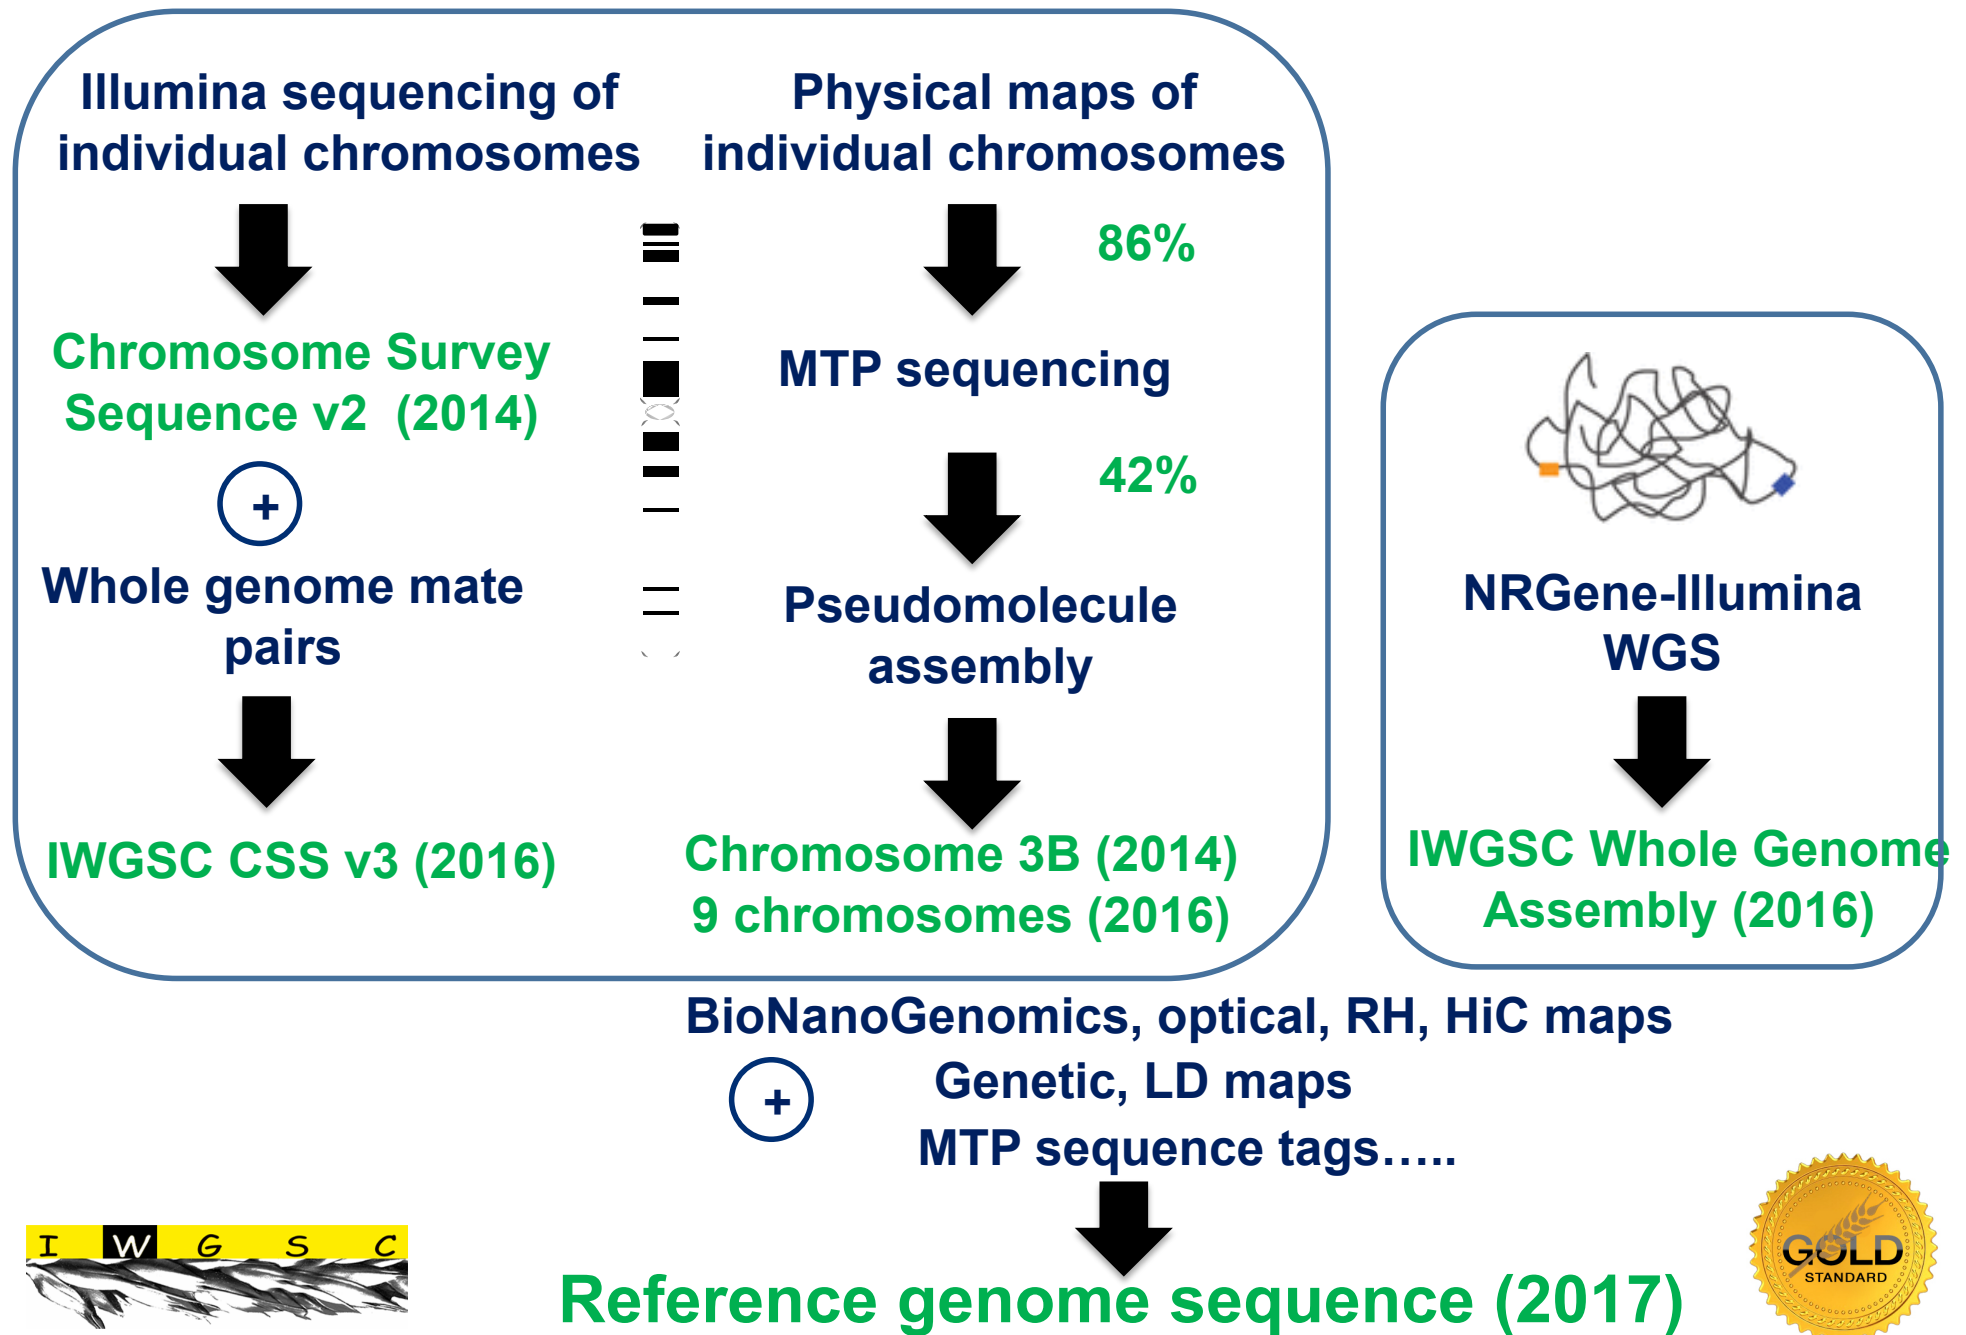 Illumina sequencing of
individual chromosomes
Chromosome Survey
Sequence v2 (2014)
+
Whole genome mate
pairs
IWGSC CSS v3 (2016)
Physical maps of
individual chromosomes
86%
MTP sequencing
42%
Pseudomolecule
assembly
Chromosome 3B (2014)
9 chromosomes (2016)
NRGene-Illumina
WGS
IWGSC Whole Genome
Assembly (2016)
BioNanoGenomics, optical, RH, HiC maps
+
Genetic, LD maps
MTP sequence tags…..
Reference genome sequence (2017)
I W G S C
GOLD
STANDARD